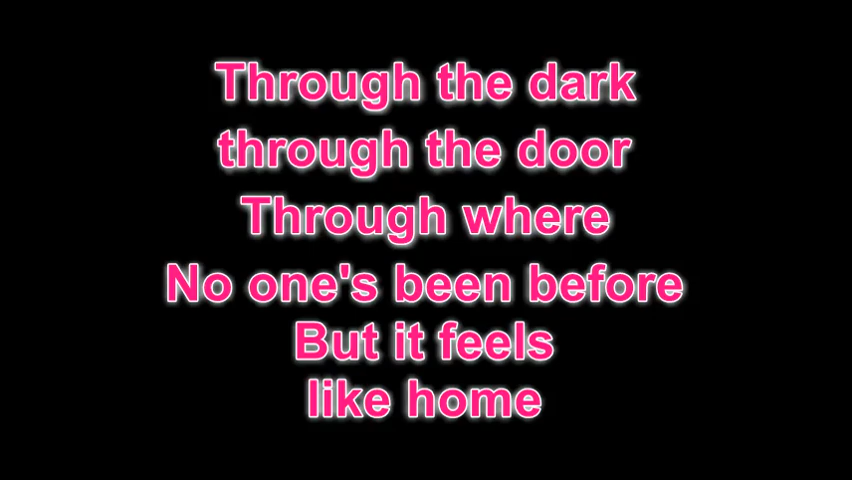 Through the dark
through the door
Through where
No one's been before
But it feels
like home